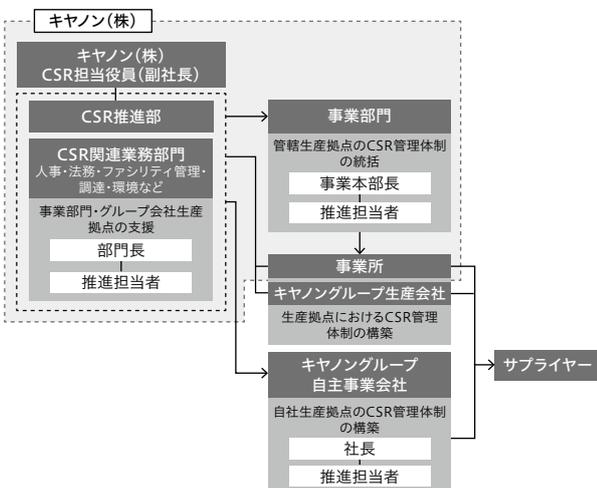 キヤノン（株）
キヤノン（株）
CSR担当役員（副社長）
CSR推進部
CSR関連業務部門
人事・法務・ファシリティ管理・
調達・環境など
事業部門・グループ会社生産
拠点の支援
部門長
推進担当者
事業部門
管轄生産拠点のCSR管理体制
の統括
事業本部長
推進担当者
事業所
キヤノングループ生産会社
生産拠点におけるCSR管理
体制の構築
キヤノングループ
自主事業会社
自社生産拠点のCSR管理体制
の構築
社長
推進担当者
サプライヤー